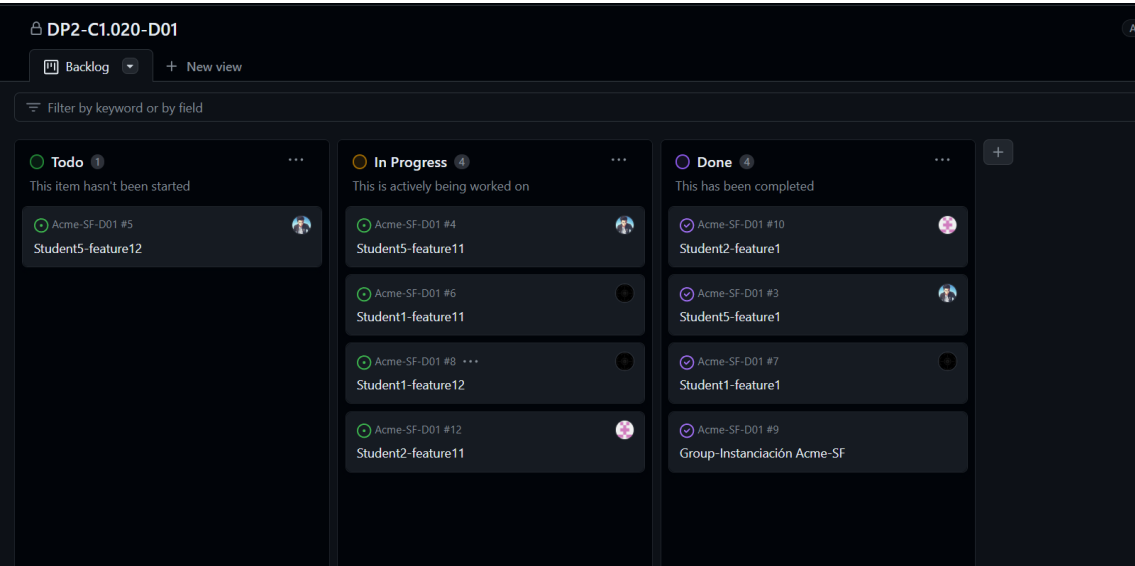 DP2-C1.020-D01
Backlog
New view
Filter by keyword or by field
Todo 1
This item hasn't been started
Acme-SF-D01 #5
Student5-feature12
In Progress 4
This is actively being worked on
Acme-SF-D01 #4
Student5-feature11
Acme-SF-D01 #6
Student1-feature11
Acme-SF-D01 #8
Student1-feature12
Acme-SF-D01 #12
Student2-feature11
Done 4
This has been completed
Acme-SF-D01 #10
Student2-feature1
Acme-SF-D01 #3
Student5-feature1
Acme-SF-D01 #7
Student1-feature1
Acme-SF-D01 #9
Group-Instanciación Acme-SF